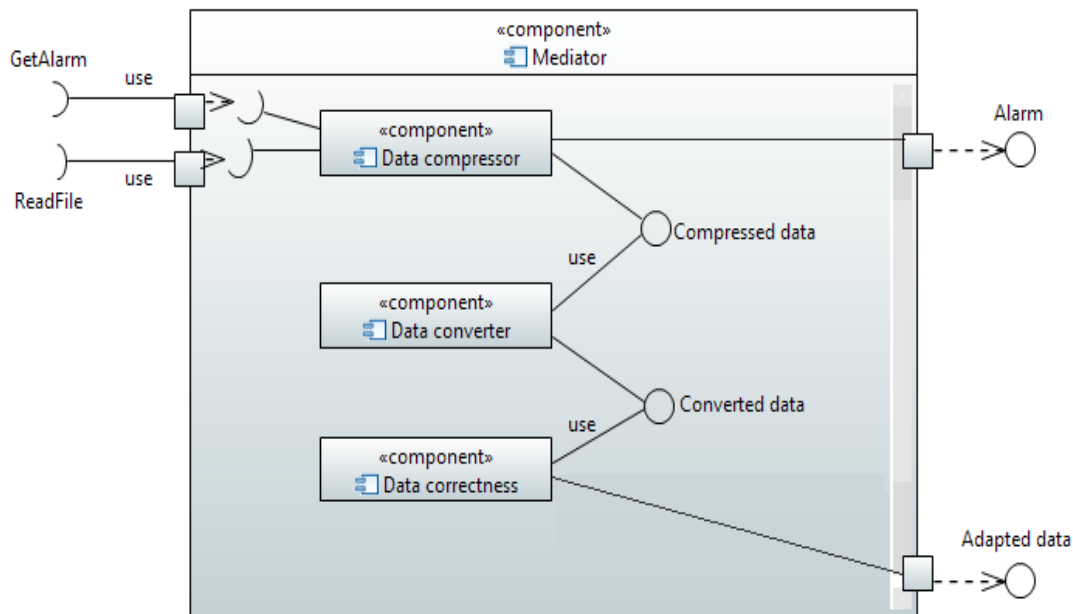 «component»
Mediator
GetAlarm
use
ReadFile
use
«component»
Data compressor
Alarm
Compressed data
use
«component»
Data converter
Converted data
use
«component»
Data correctness
Adapted data